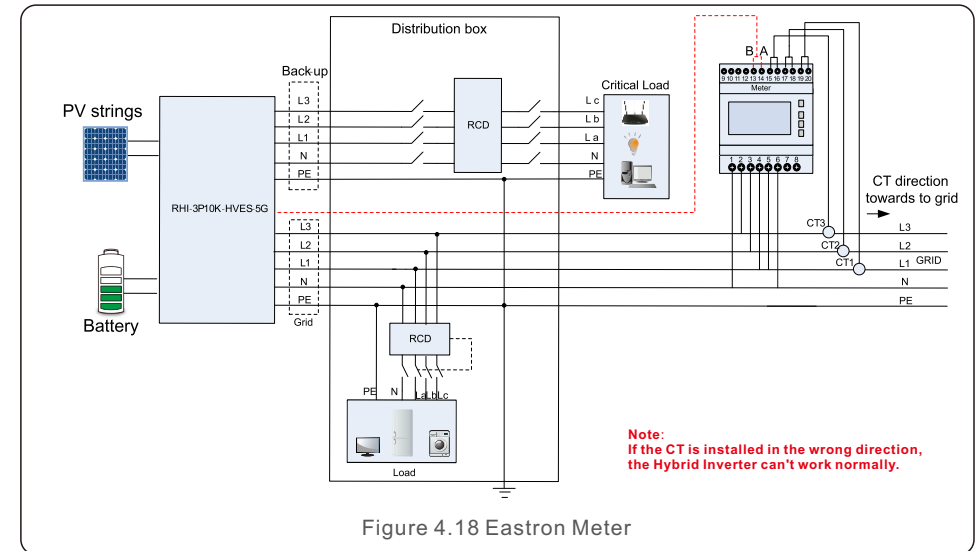 Distribution box
B A
9 10 11 12 13 14 15 16 17 18 19 20
Meter
1 2 3 4 5 6 7 8
PV strings
Back-up
L3
L2
L1
N
PE
RCD
Critical Load
L c
L b
L a
N
PE
RHI-3P10K-HVES-5G
CT direction
towards to grid
L3
L2
L1
N
PE
Grid
CT3
CT2
CT1
L3
L2
L1 GRID
N
PE
Battery
RCD
PE N LaLbLc
Load
Note:
If the CT is installed in the wrong direction,
the Hybrid Inverter can't work normally.
Figure 4.18 Eastron Meter